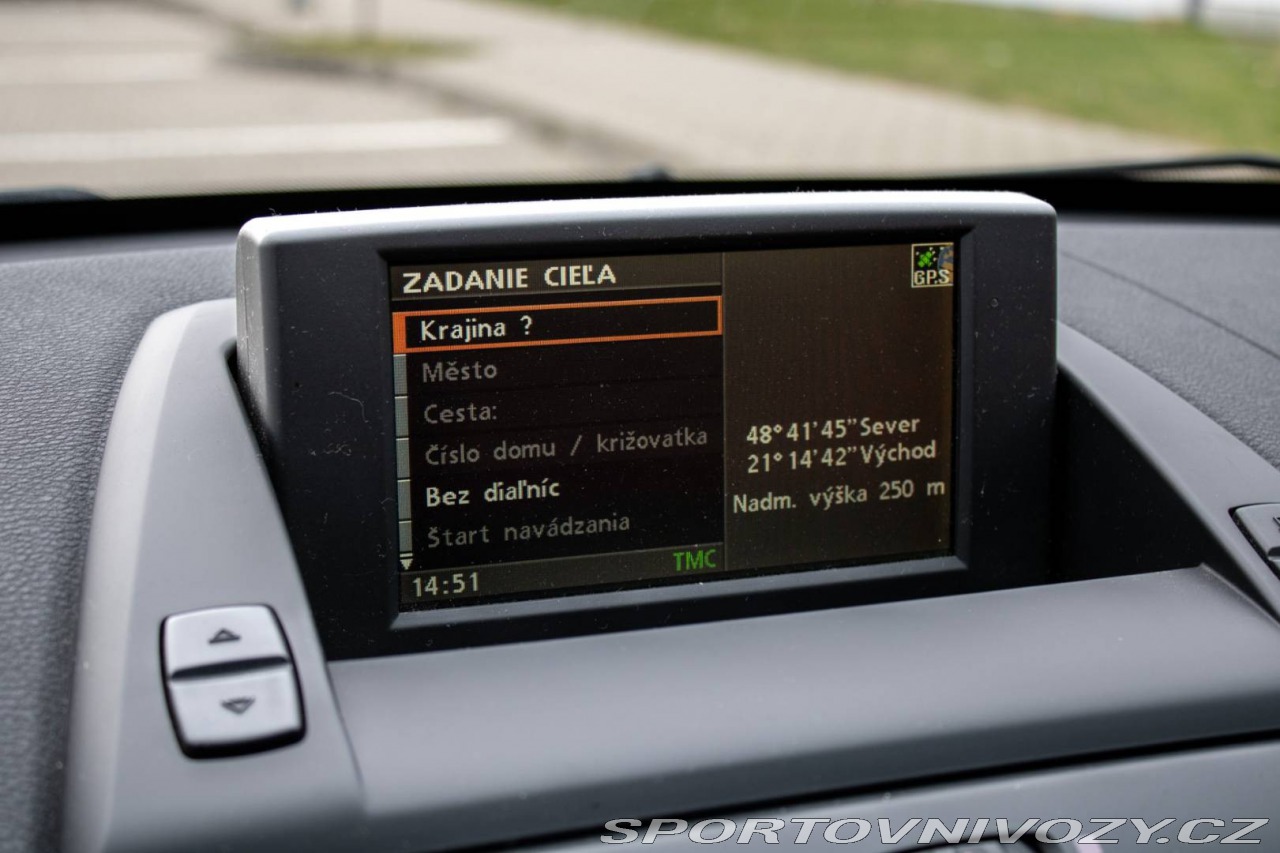 ZADANIE CIEĽA
GPS
Krajina ?
Město
Cesta:
Číslo domu / križovatka
Bez diaľníc
Štart navádzania
48° 41' 45" Sever
21° 14' 42" Východ
Nadm. výška 250 m
TMC
14:51
SPORTOVNIVOZY.CZ